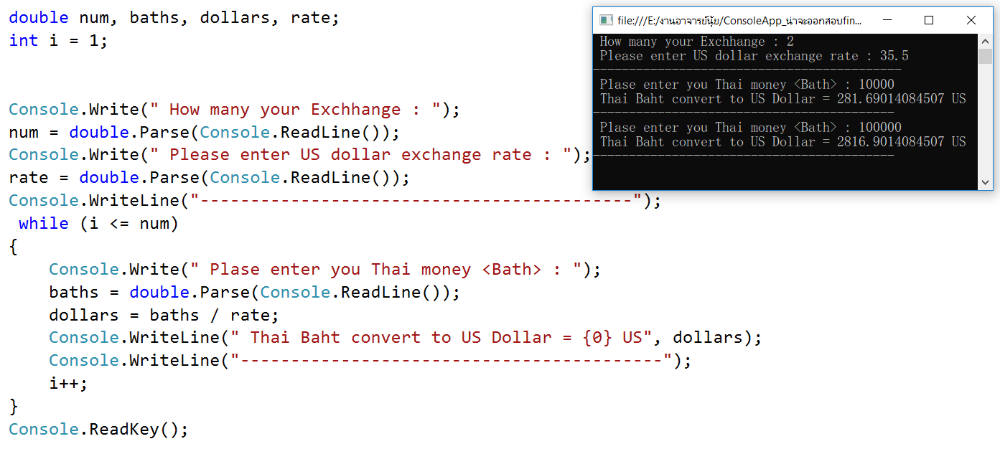 double num, baths, dollars, rate;
int i = 1;
Console.Write(" How many your Exchhange : ");
num = double.Parse(Console.ReadLine());
Console.Write(" Please enter US dollar exchange rate : ");
rate = double.Parse(Console.ReadLine());
Console.WriteLine("-------------------------------------------");
while (i <= num)
{
Console.Write(" Plase enter you Thai money <Bath> : ");
baths = double.Parse(Console.ReadLine());
dollars = baths / rate;
Console.WriteLine(" Thai Baht convert to US Dollar = {0} US", dollars);
Console.WriteLine("------------------------------------------");
i++;
}
Console.ReadKey();
file:///E:/งานอาจารย์นุ้ย/ConsoleApp_น่าจะออกสอบfin...
How many your Exchhange : 2
Please enter US dollar exchange rate : 35.5
-------------------------------------------
Plase enter you Thai money <Bath> : 10000
Thai Baht convert to US Dollar = 281.69014084507 US
------------------------------------------
Plase enter you Thai money <Bath> : 100000
Thai Baht convert to US Dollar = 2816.9014084507 US
------------------------------------------